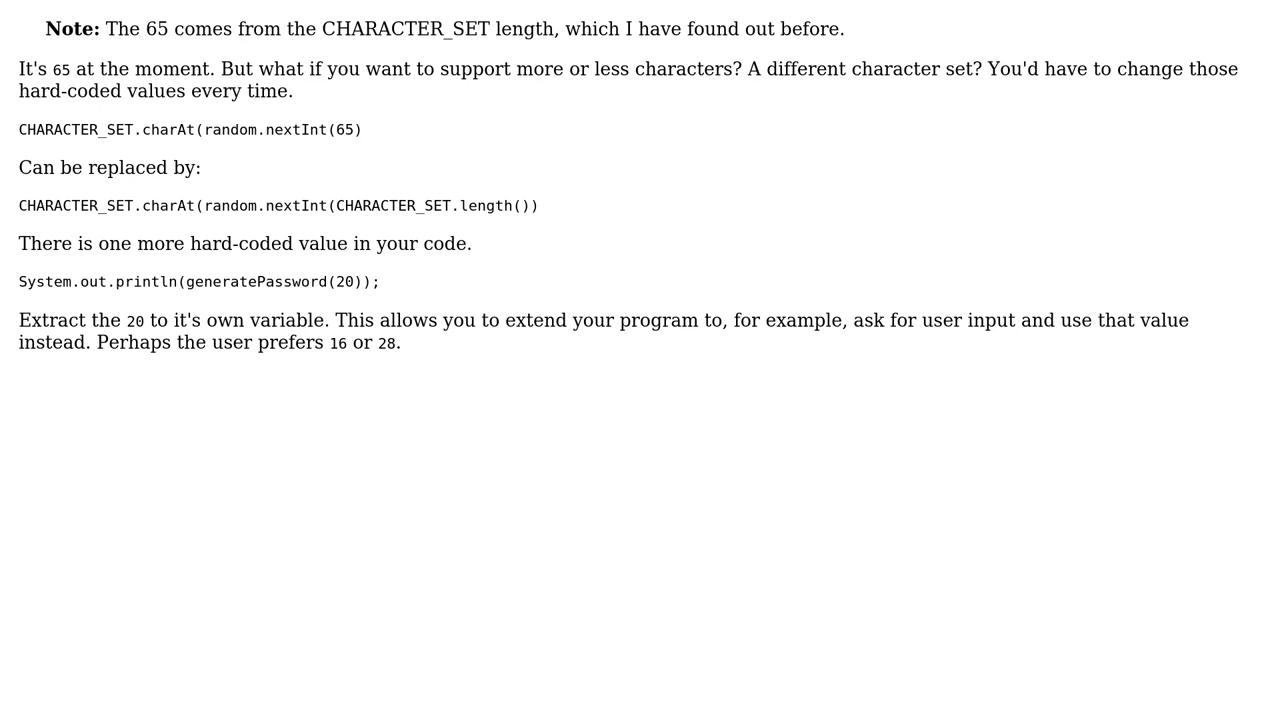 Note: The 65 comes from the CHARACTER_SET length, which I have found out before.
It's 65 at the moment. But what if you want to support more or less characters? A different character set? You'd have to change those
hard-coded values every time.
CHARACTER_SET.charAt(random.nextInt(65)
Can be replaced by:
CHARACTER_SET.charAt(random.nextInt(CHARACTER_SET.length())
There is one more hard-coded value in your code.
System.out.println(generatePassword(20));
Extract the 20 to it's own variable. This allows you to extend your program to, for example, ask for user input and use that value
instead. Perhaps the user prefers 16 or 28.